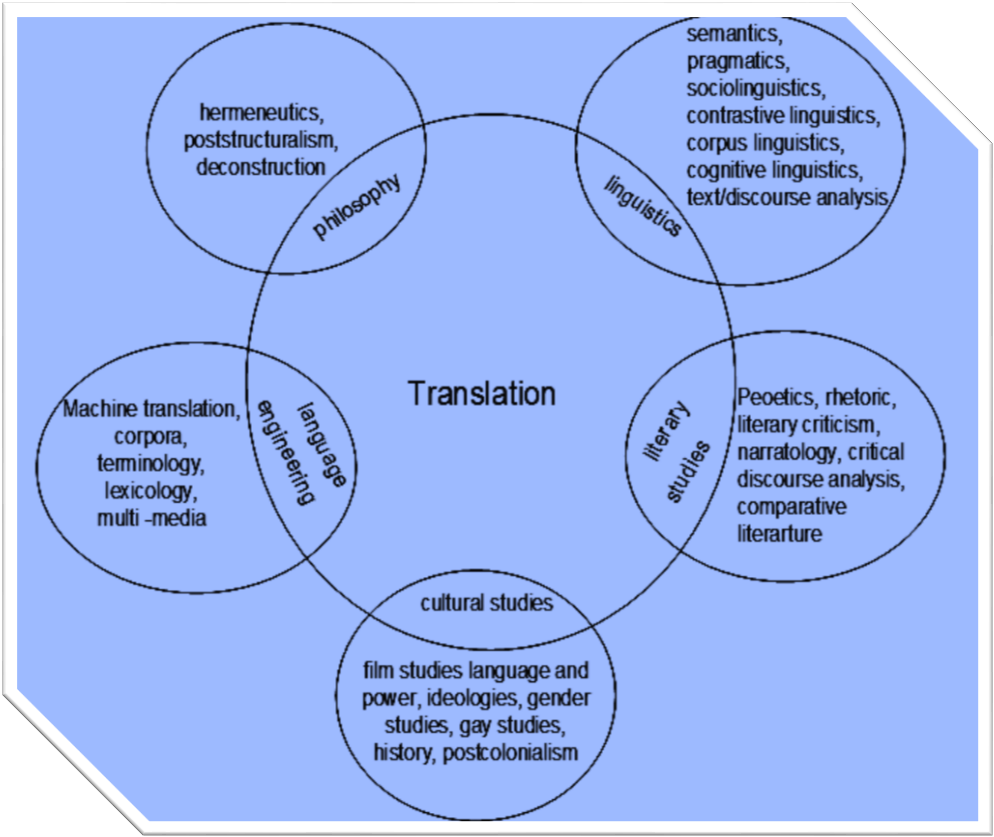 hermeneutics,
poststructuralism,
deconstruction
philosophy
semantics,
pragmatics,
sociolinguistics,
contrastive linguistics,
corpus linguistics,
cognitive linguistics,
text/discourse analysis
linguistics
Translation
Machine translation,
corpora,
terminology,
lexicology,
multi -media
language
engineering
literary
studies
Peoetics, rhetoric,
literary criticism,
narratology, critical
discourse analysis,
comparative
literarture
cultural studies
film studies language and
power, ideologies, gender
studies, gay studies,
history, postcolonialism